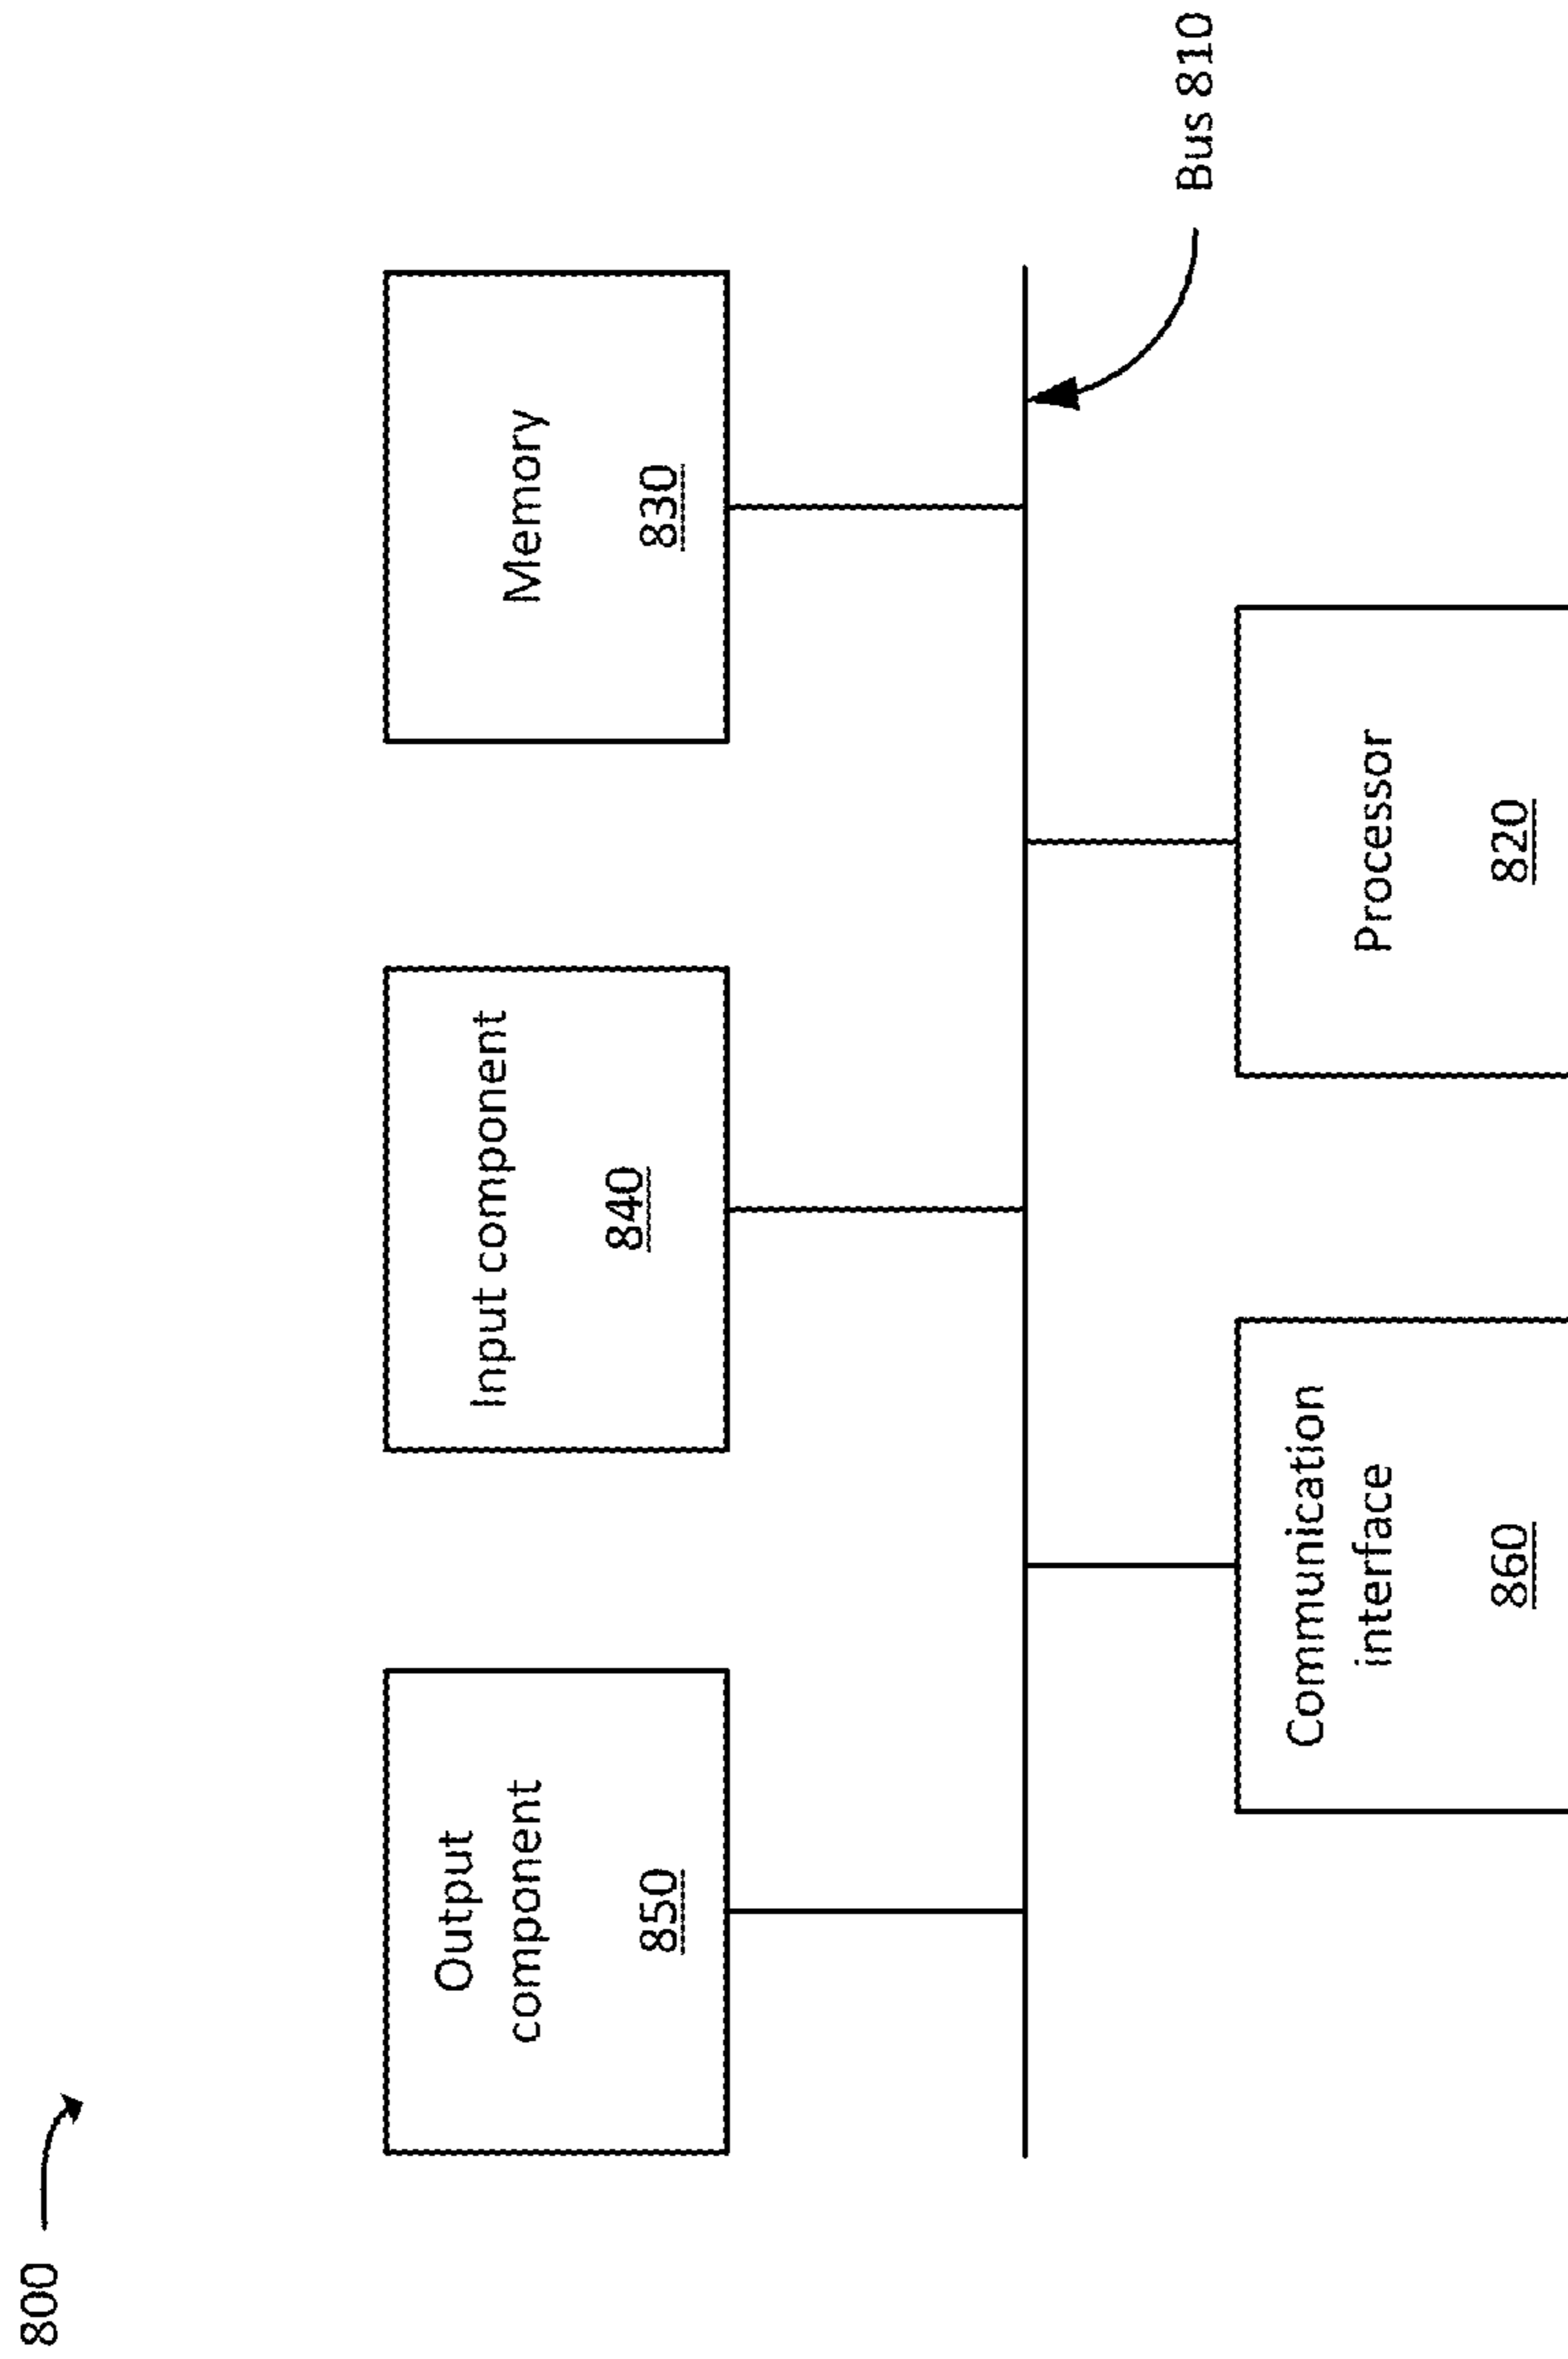 800
Output
component
850
Input component
840
Memory
830
Bus 810
Communication
interface
860
Processor
820